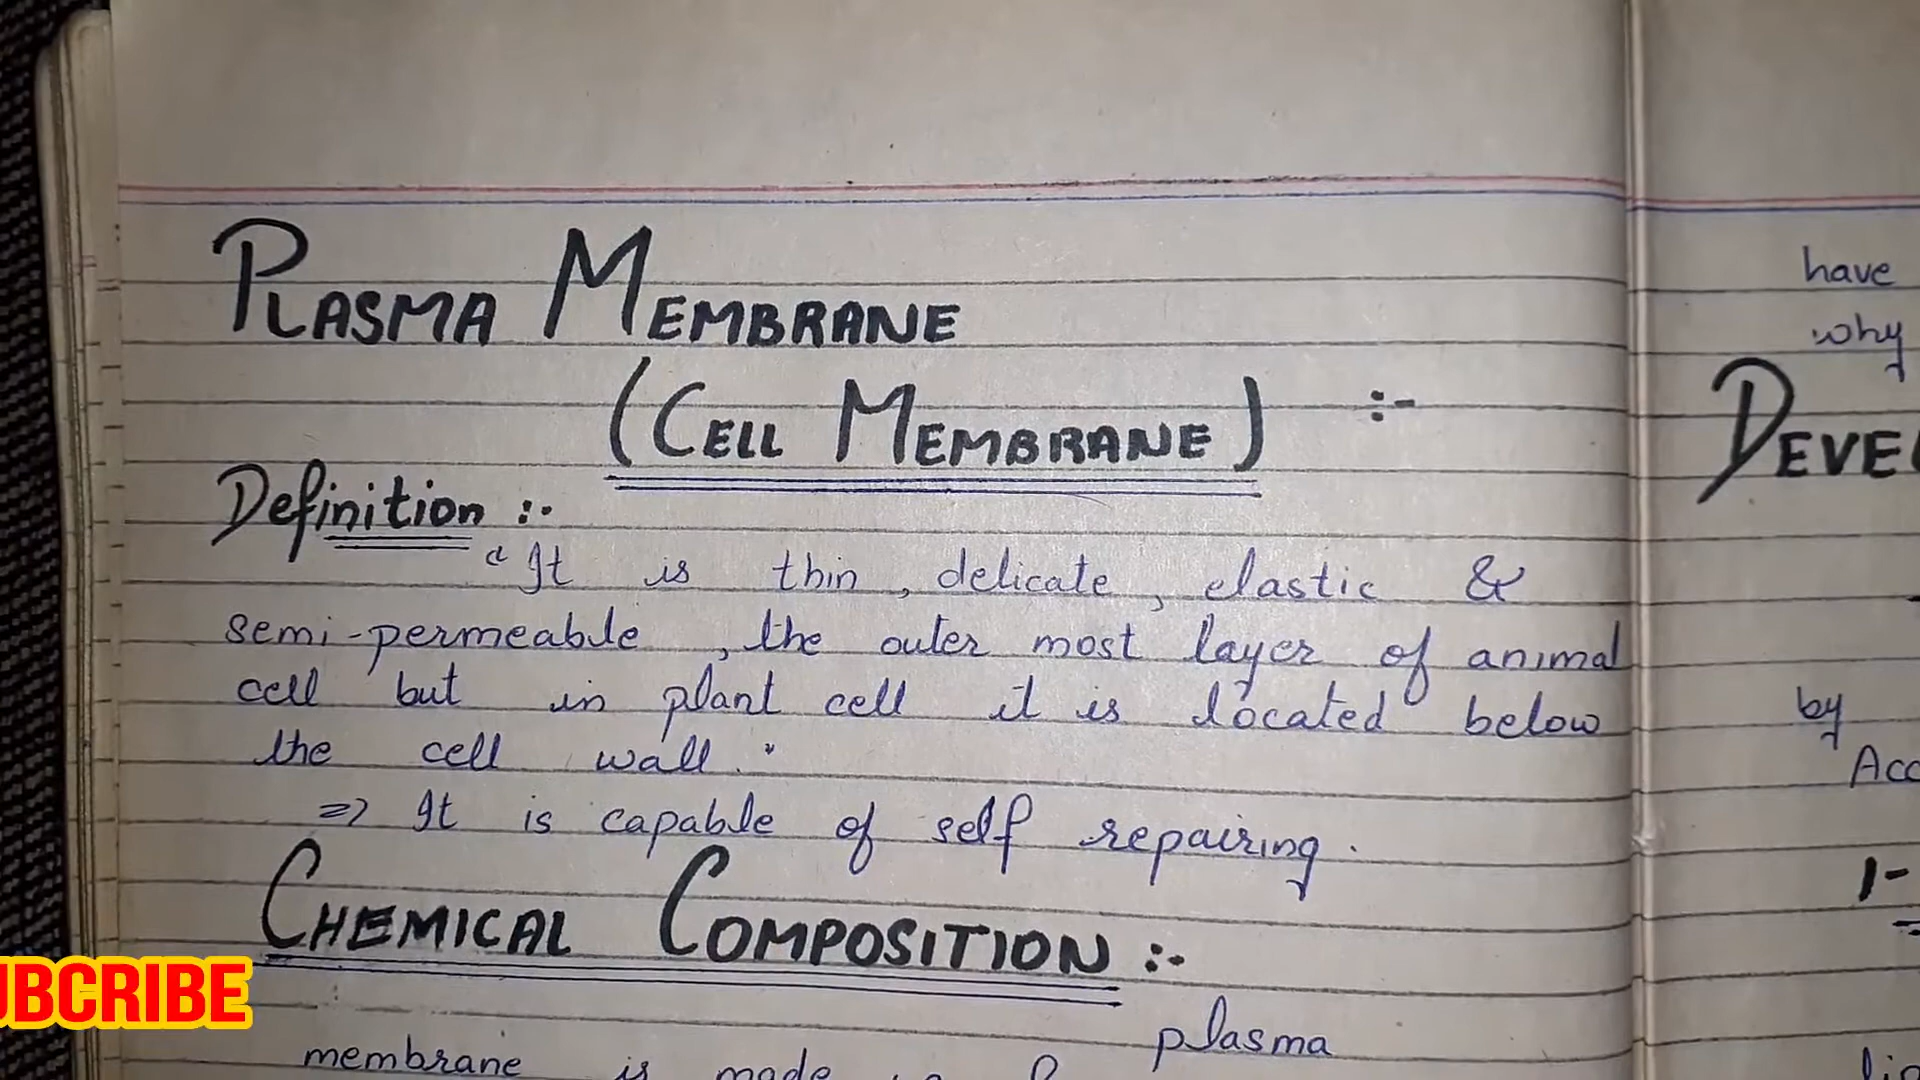 PLASMA MEMBRANE
(CELL MEMBRANE) :-
Definition :-
"It is thin, delicate, elastic &
semi-permeable, the outer most layer of animal
cell but in plant cell it is located below
the cell wall."
⇒ It is capable of self repairing.
CHEMICAL COMPOSITION :-
plasma
membrane is made
have
why
DEVE
by
Acc
1-
UBCRIBE